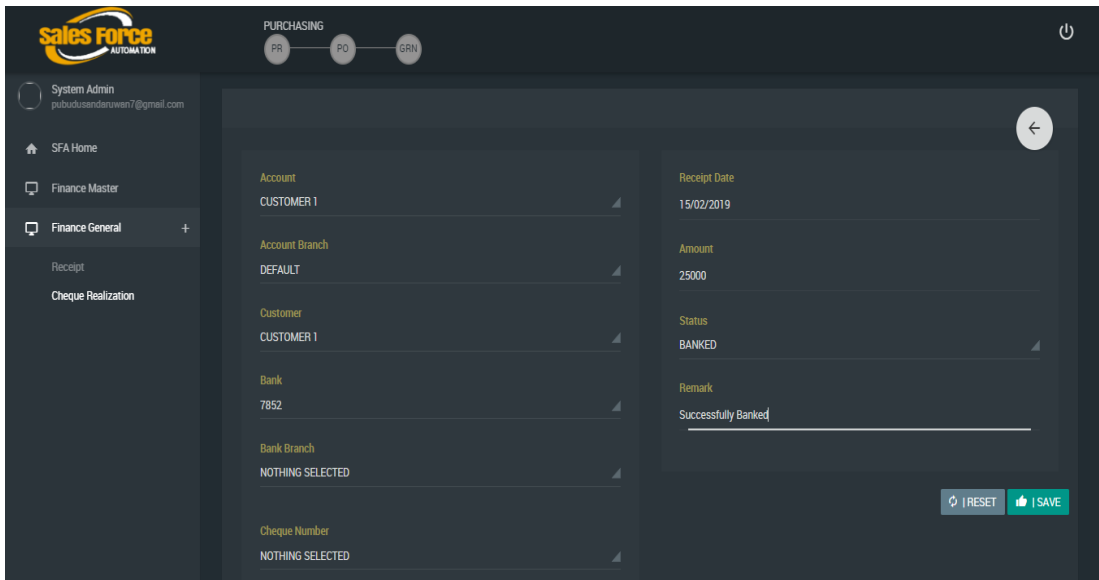 Sales Force
AUTOMATION
PURCHASING
PR PO GRN
System Admin
pubudusandaruwan7@gmail.com
SFA Home
Finance Master
Finance General +
Receipt
Cheque Realization
Account
CUSTOMER 1
Account Branch
DEFAULT
Customer
CUSTOMER 1
Bank
7852
Bank Branch
NOTHING SELECTED
Cheque Number
NOTHING SELECTED
Receipt Date
15/02/2019
Amount
25000
Status
BANKED
Remark
Successfully Banked
| RESET | SAVE